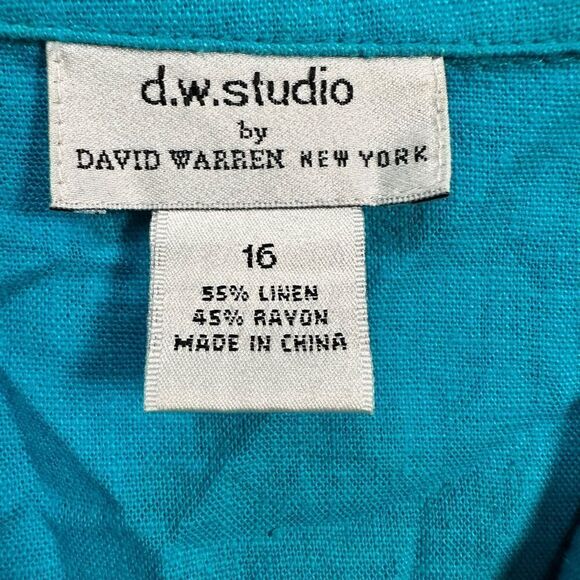 d.w.studio
by
DAVID WARREN NEW YORK
16
55% LINEN
45% RAYON
MADE IN CHINA